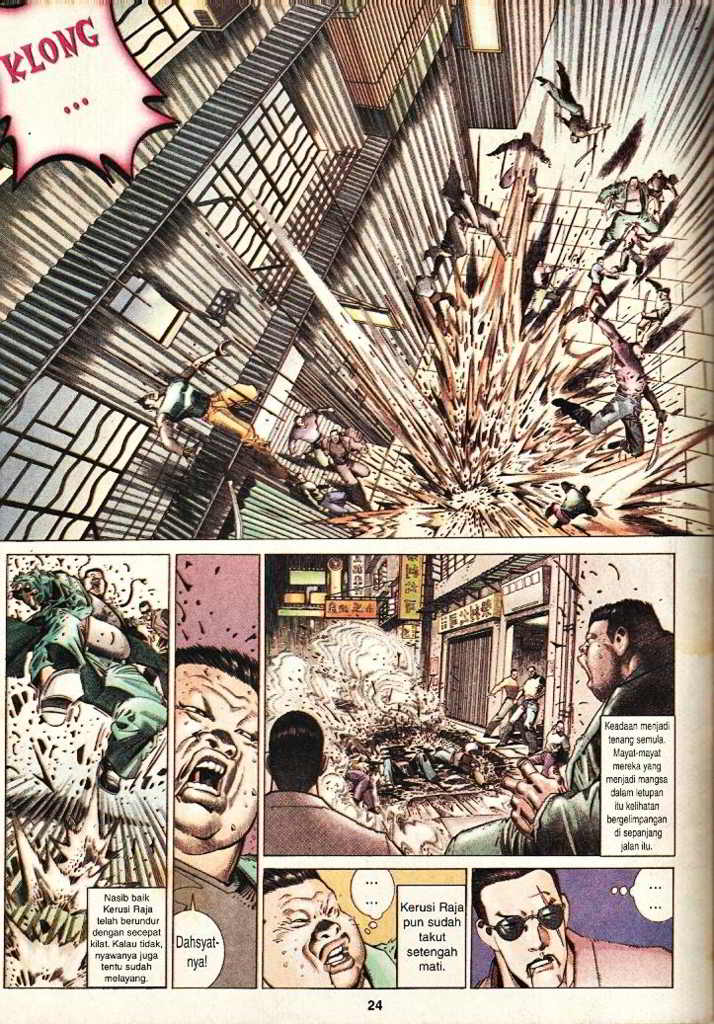 KLONG
...
Nasib baik
Kerusi Raja
telah berundur
dengan secepat
kilat. Kalau tidak,
nyawanya juga
tentu sudah
melayang.
Dahsyat-
nya!
Keadaan menjadi
tenang semula.
Mayat-mayat
mereka yang
menjadi mangsa
dalam letupan
itu kelihatan
bergelimpangan
di sepanjang
jalan itu.
...
...
Kerusi Raja
pun sudah
takut
setengah
mati.
...
...
24